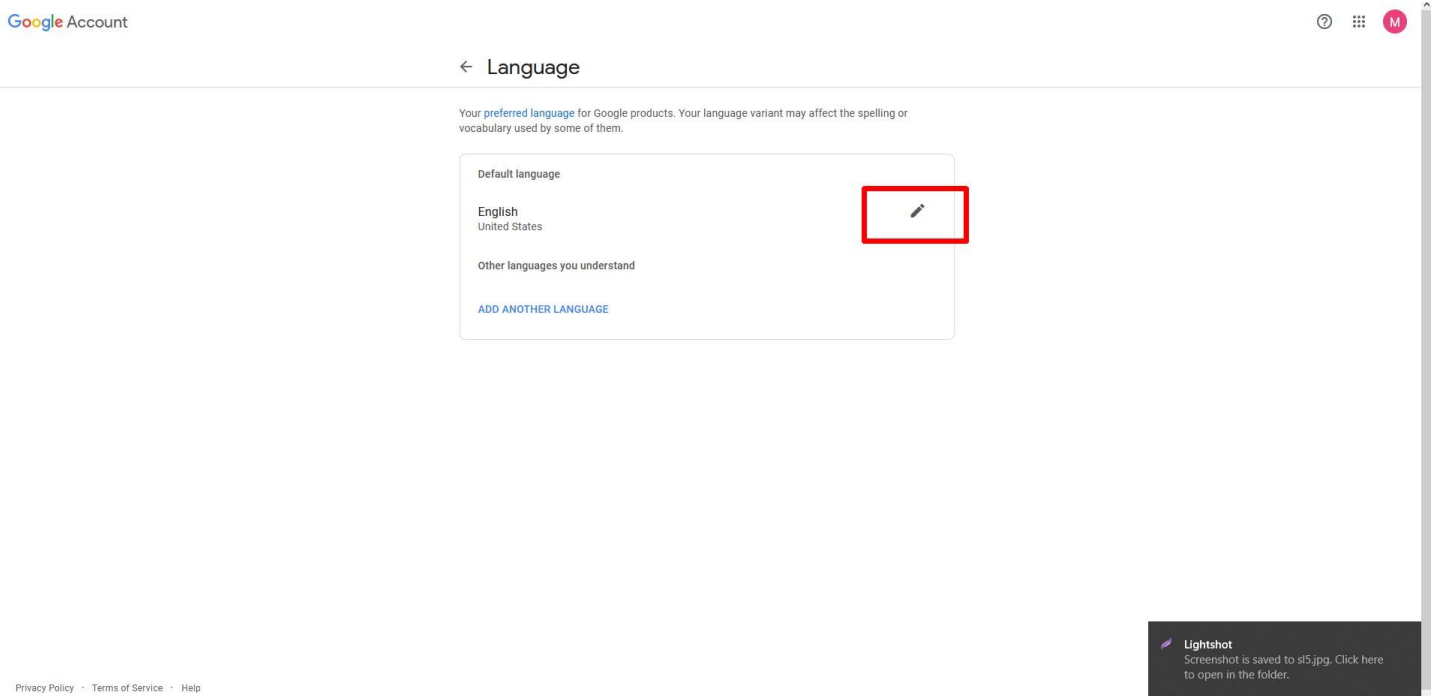 Google Account
M
Language
Your preferred language for Google products. Your language variant may affect the spelling or
vocabulary used by some of them.
Default language
English
United States
Other languages you understand
ADD ANOTHER LANGUAGE
Lightshot
Screenshot is saved to sl5.jpg. Click here
to open in the folder.
Privacy Policy · Terms of Service · Help